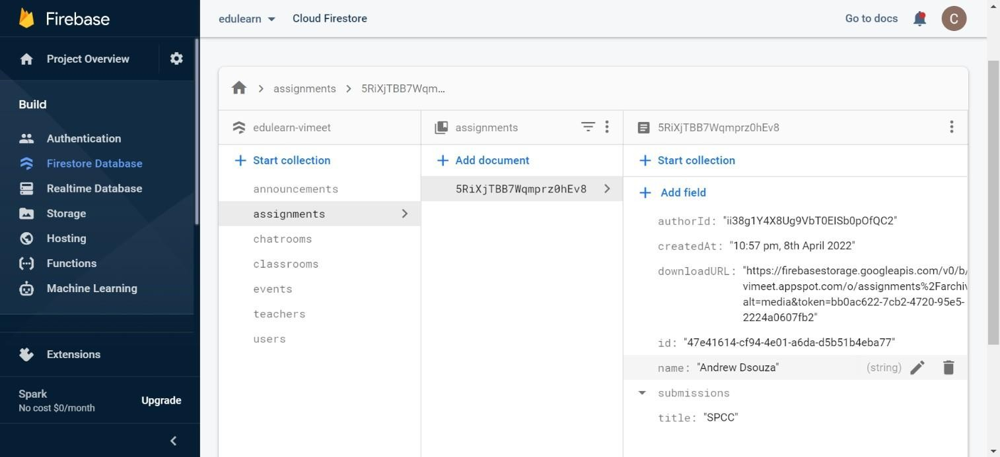 Firebase
edulearn
Cloud Firestore
Go to docs
C
Project Overview
Build
Authentication
Firestore Database
Realtime Database
Storage
Hosting
Functions
Machine Learning
Extensions
Spark
No cost $0/month
Upgrade
assignments
5RiXjTBB7Wqm...
edulearn-vimeet
Start collection
announcements
assignments
chatrooms
classrooms
events
teachers
users
assignments
Add document
5RiXjTBB7Wqmprz0hEv8
5RiXjTBB7Wqmprz0hEv8
Start collection
Add field
authorId: "ii38g1Y4X8Ug9VbT0EISb0pOfQC2"
createdAt: "10:57 pm, 8th April 2022"
downloadURL: "https://firebasestorage.googleapis.com/v0/b/
vimeet.appspot.com/o/assignments%2Farchiv
alt=media&token=bb0ac622-7cb2-4720-95e5-
2224a0607fb2"
id: "47e41614-cf94-4e01-a6da-d5b51b4eba77"
name: "Andrew Dsouza" (string)
submissions
title: "SPCC"